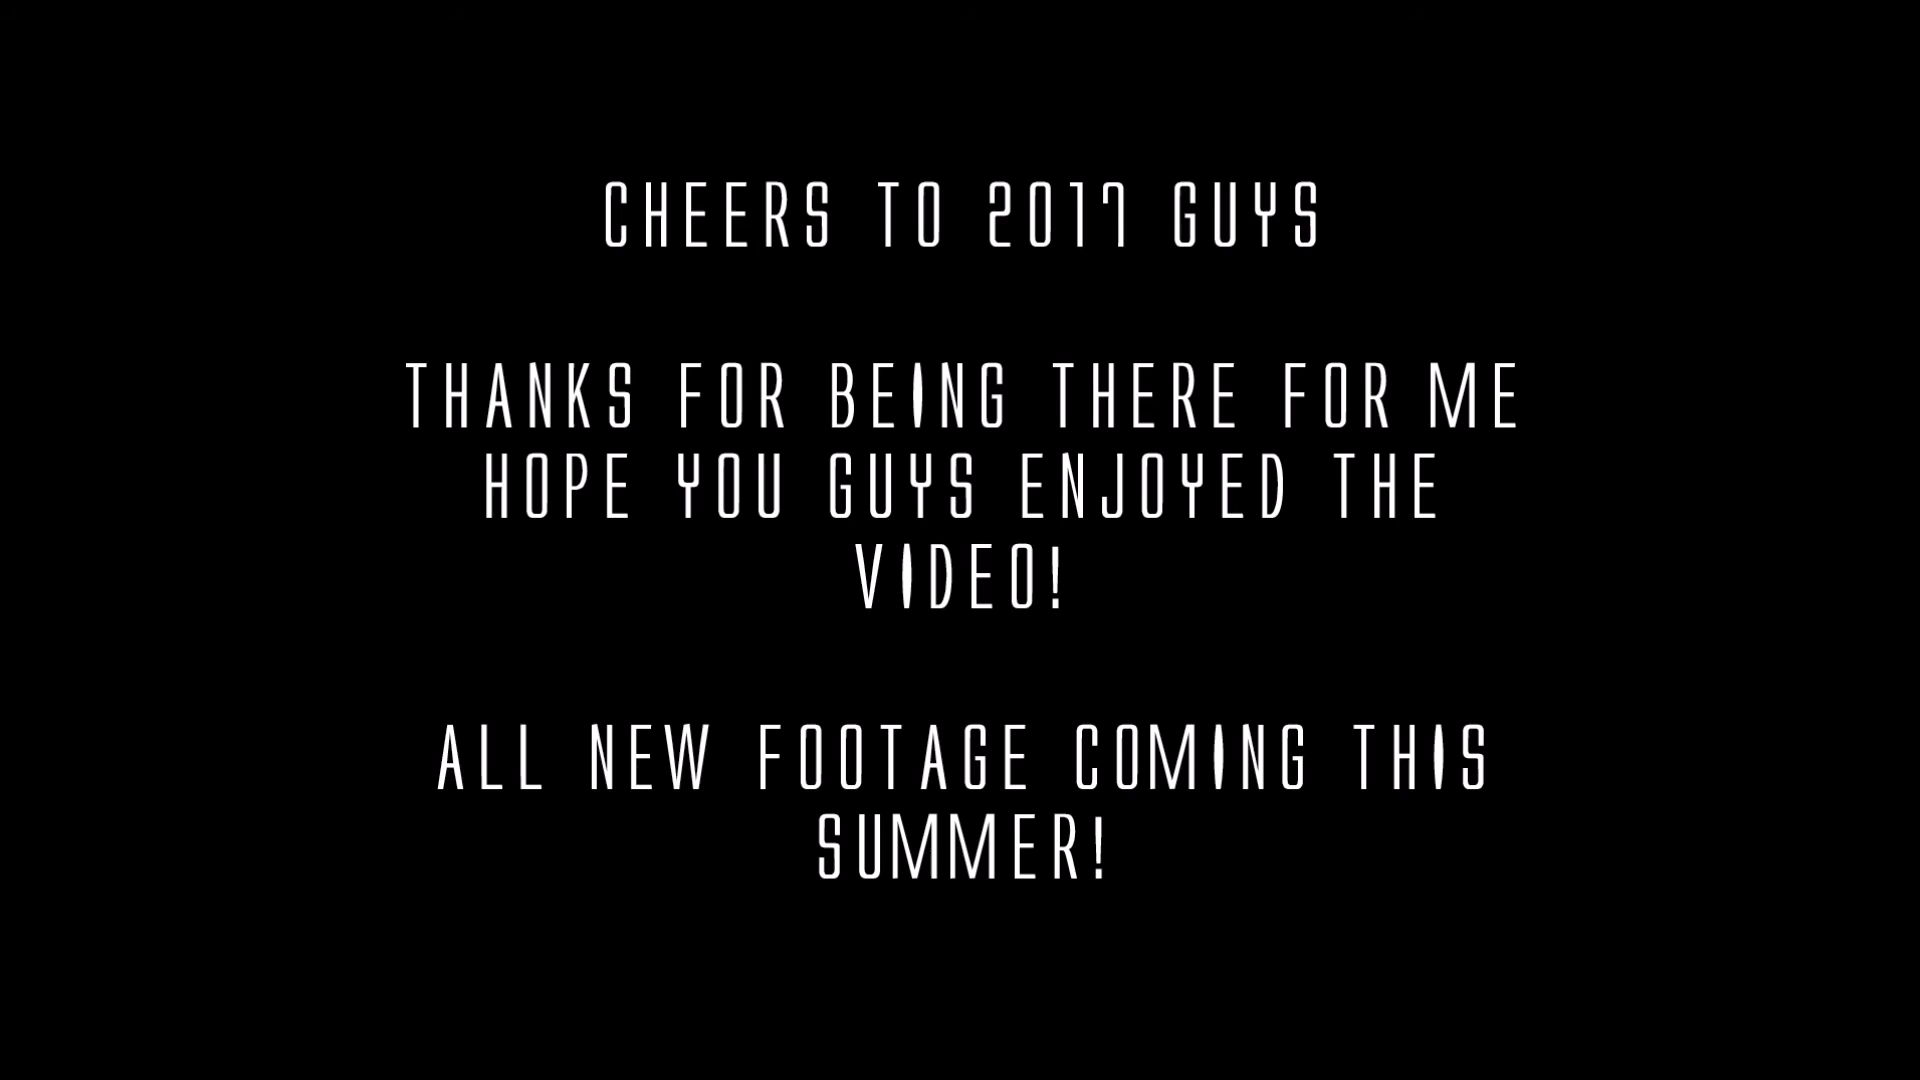 CHEERS TO 2017 GUYS
THANKS FOR BEING THERE FOR ME
HOPE YOU GUYS ENJOYED THE
VIDEO!
ALL NEW FOOTAGE COMING THIS
SUMMER!